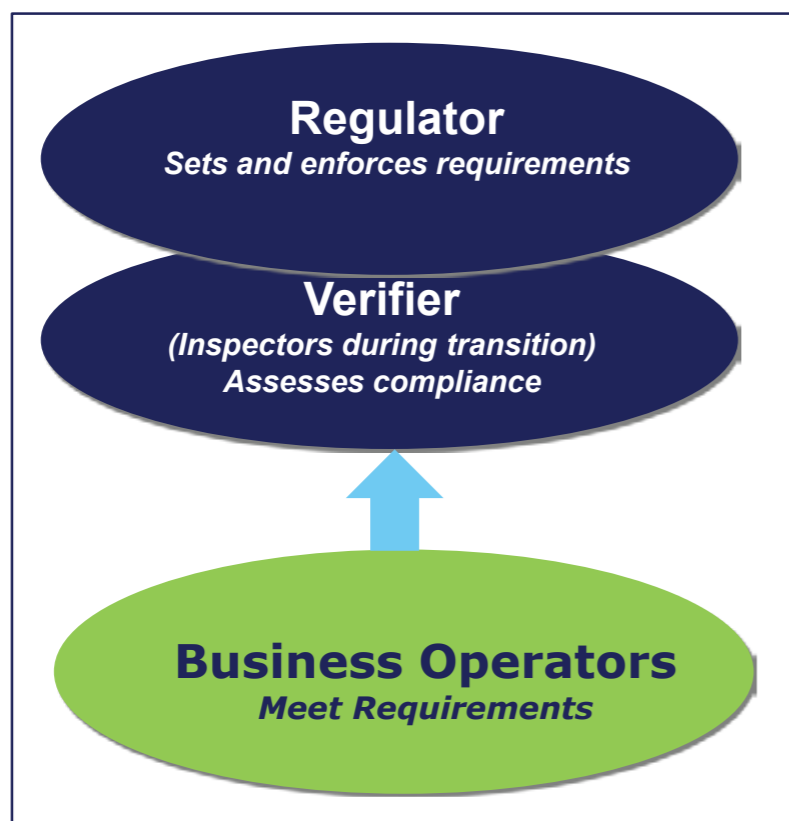 Regulator
Sets and enforces requirements
Verifier
(Inspectors during transition)
Assesses compliance
Business Operators
Meet Requirements